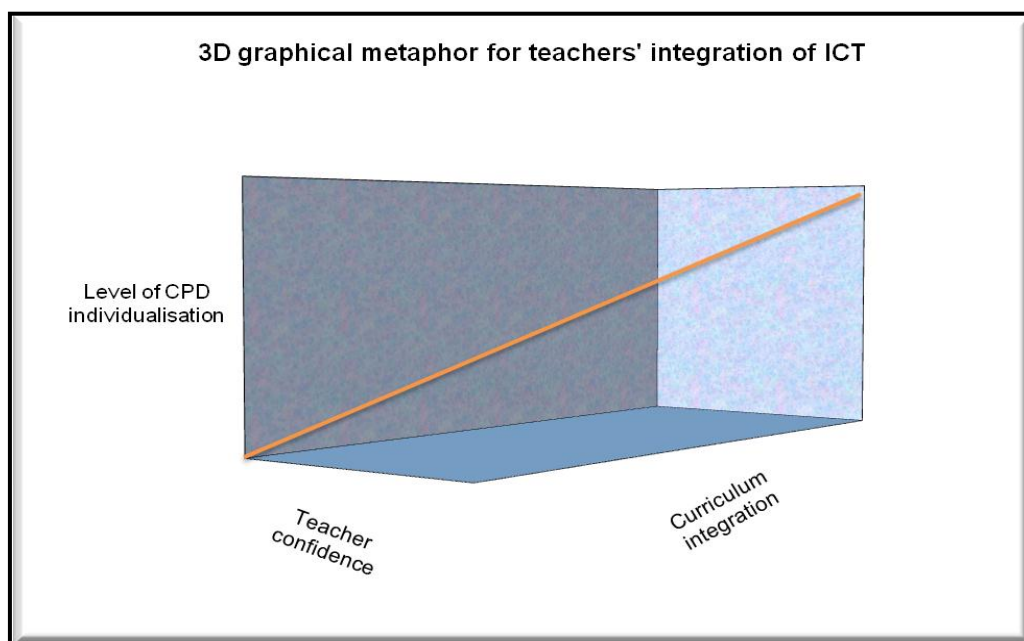 3D graphical metaphor for teachers' integration of ICT
Level of CPD
individualisation
Teacher
confidence
Curriculum
integration